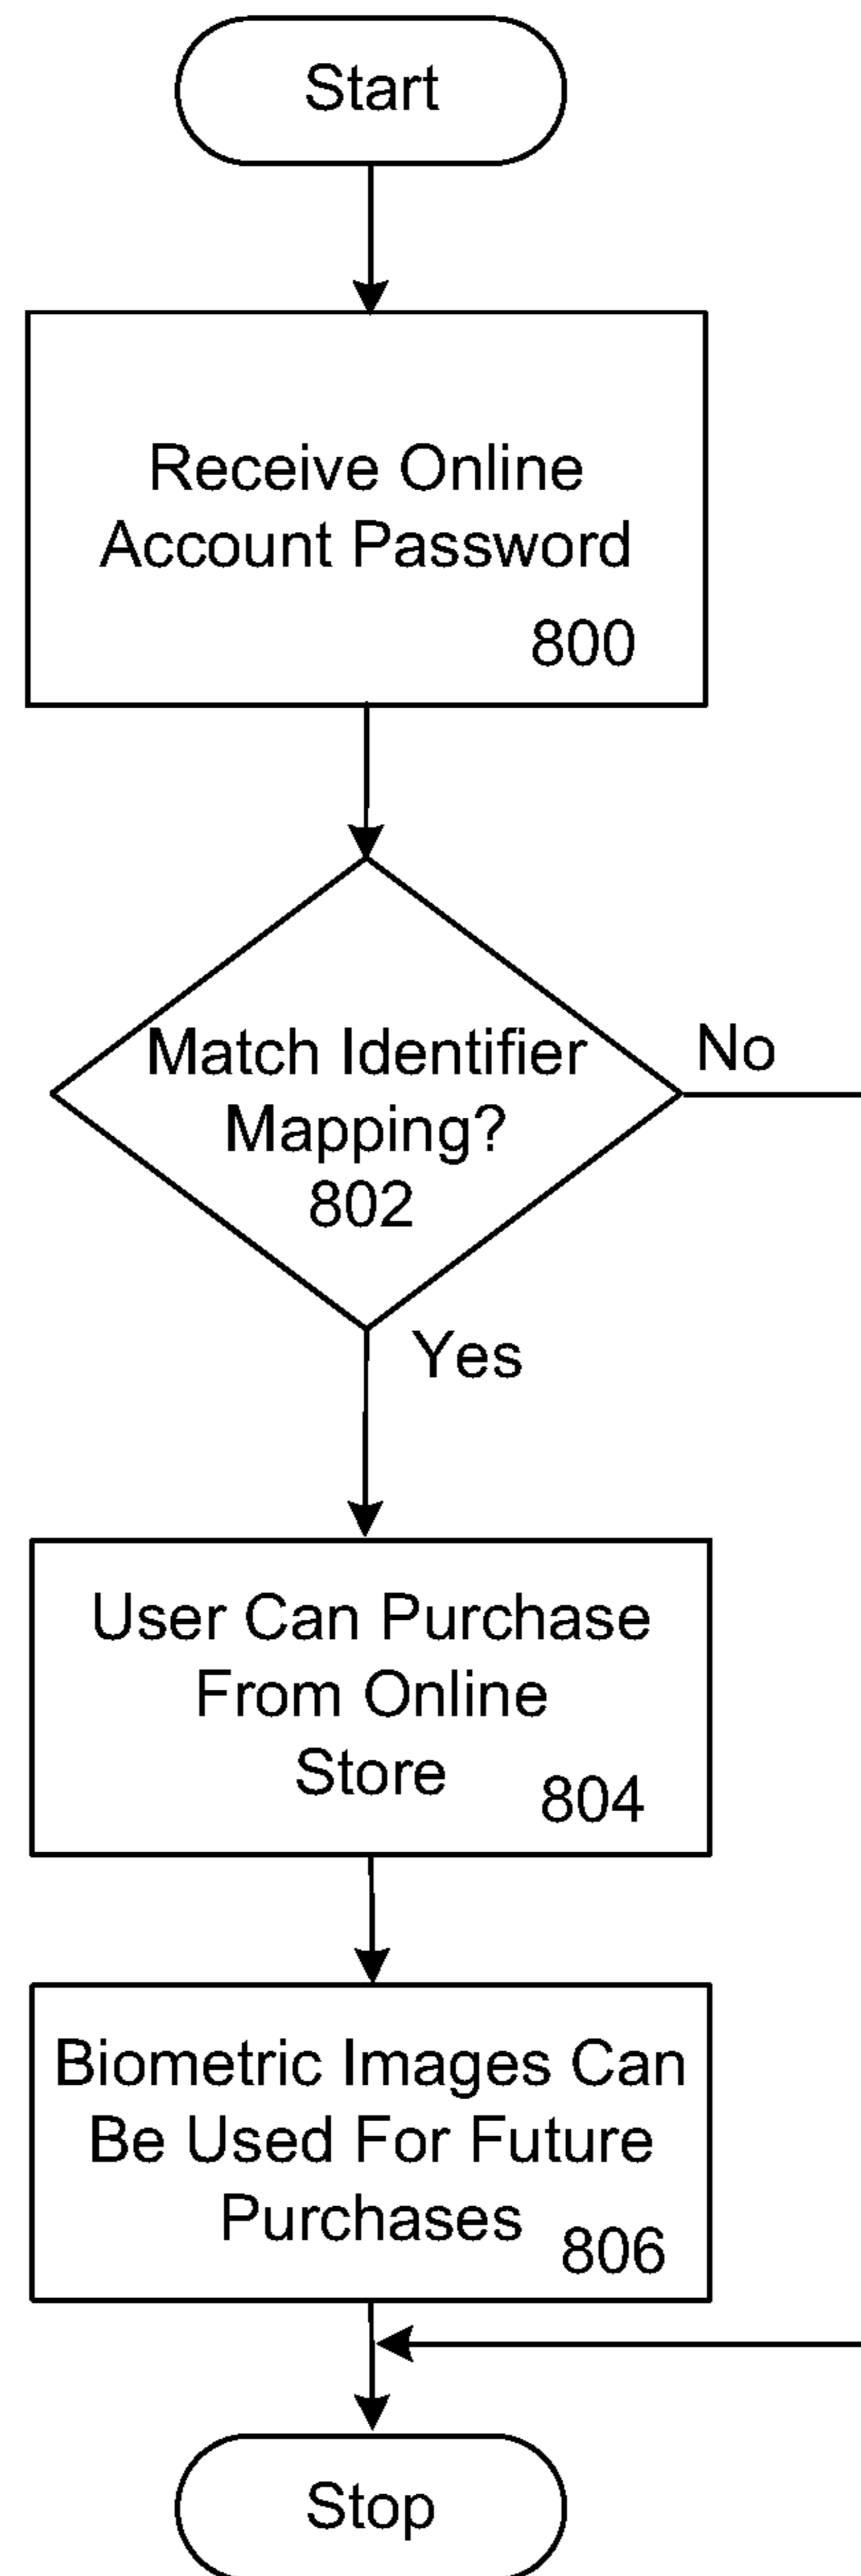 Start
Receive Online
Account Password
800
Match Identifier
Mapping?
802
No
Yes
User Can Purchase
From Online
Store
804
Biometric Images Can
Be Used For Future
Purchases
806
Stop